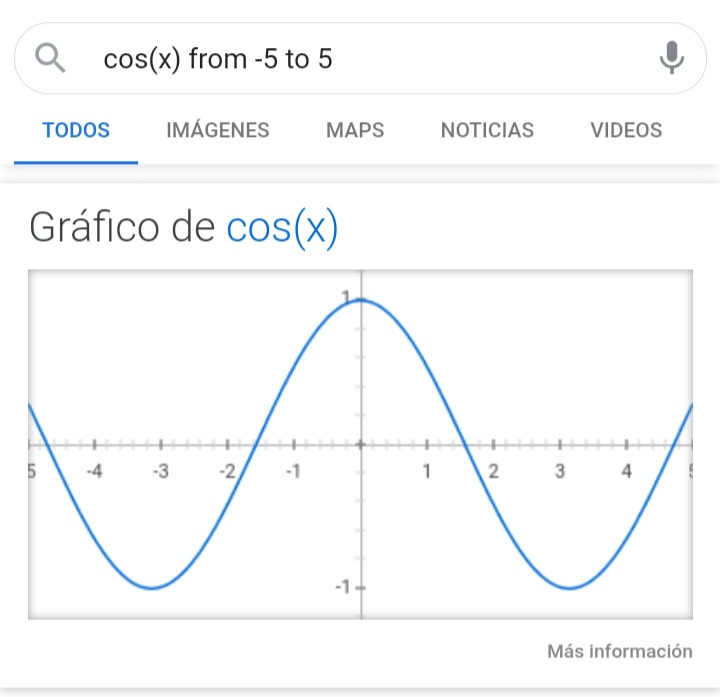 cos(x) from -5 to 5
TODOS IMÁGENES MAPS NOTICIAS VIDEOS
Gráfico de cos(x)
1
5 -4 -3 -2 -1 1 2 3 4
-1
Más información